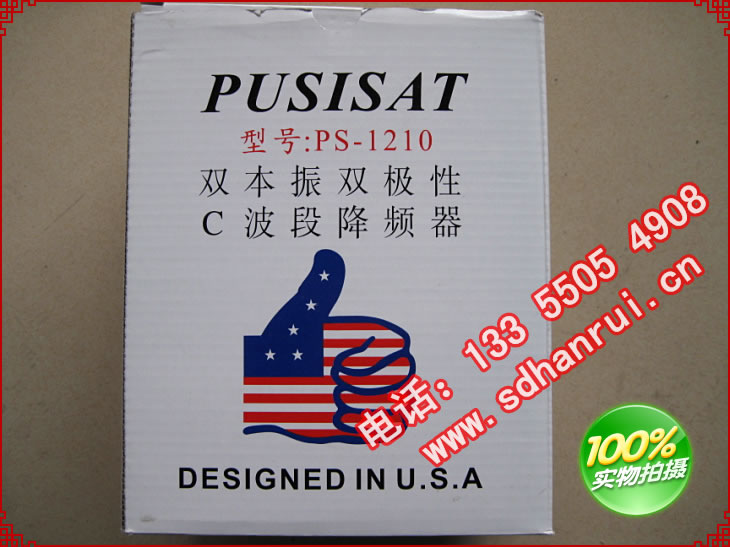 PUSISAT
型号:PS-1210
双本振双极性
C波段降频器
电话: 133 5505 4908
www.sdhanrui.cn
DESIGNED IN U.S.A
100%
实物拍摄